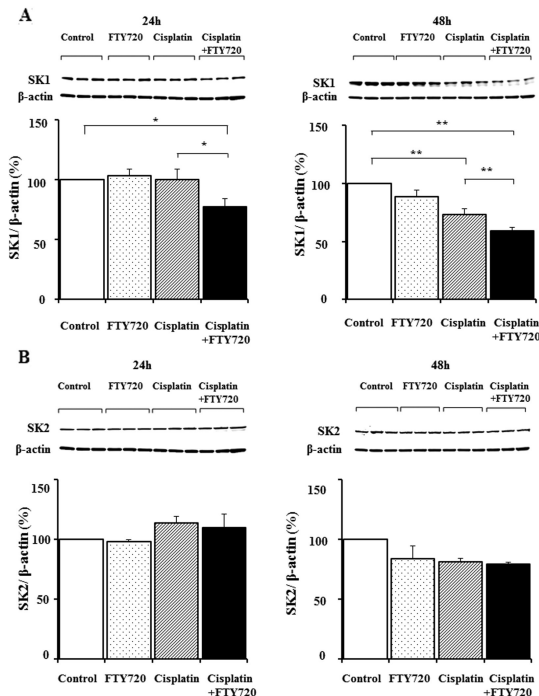 A
24h
Control FTY720 Cisplatin Cisplatin
+FTY720
SK1
β-actin
SK1/ β-actin (%)
150
100
50
0
*
*
Control FTY720 Cisplatin Cisplatin
+FTY720
48h
Control FTY720 Cisplatin Cisplatin
+FTY720
SK1
β-actin
SK1/ β-actin (%)
150
100
50
0
**
**
**
Control FTY720 Cisplatin Cisplatin
+FTY720
B
24h
Control FTY720 Cisplatin Cisplatin
+FTY720
SK2
β-actin
SK2/ β-actin (%)
150
100
50
0
Control FTY720 Cisplatin Cisplatin
+FTY720
48h
Control FTY720 Cisplatin Cisplatin
+FTY720
SK2
β-actin
SK2/ β-actin (%)
150
100
50
0
Control FTY720 Cisplatin Cisplatin
+FTY720